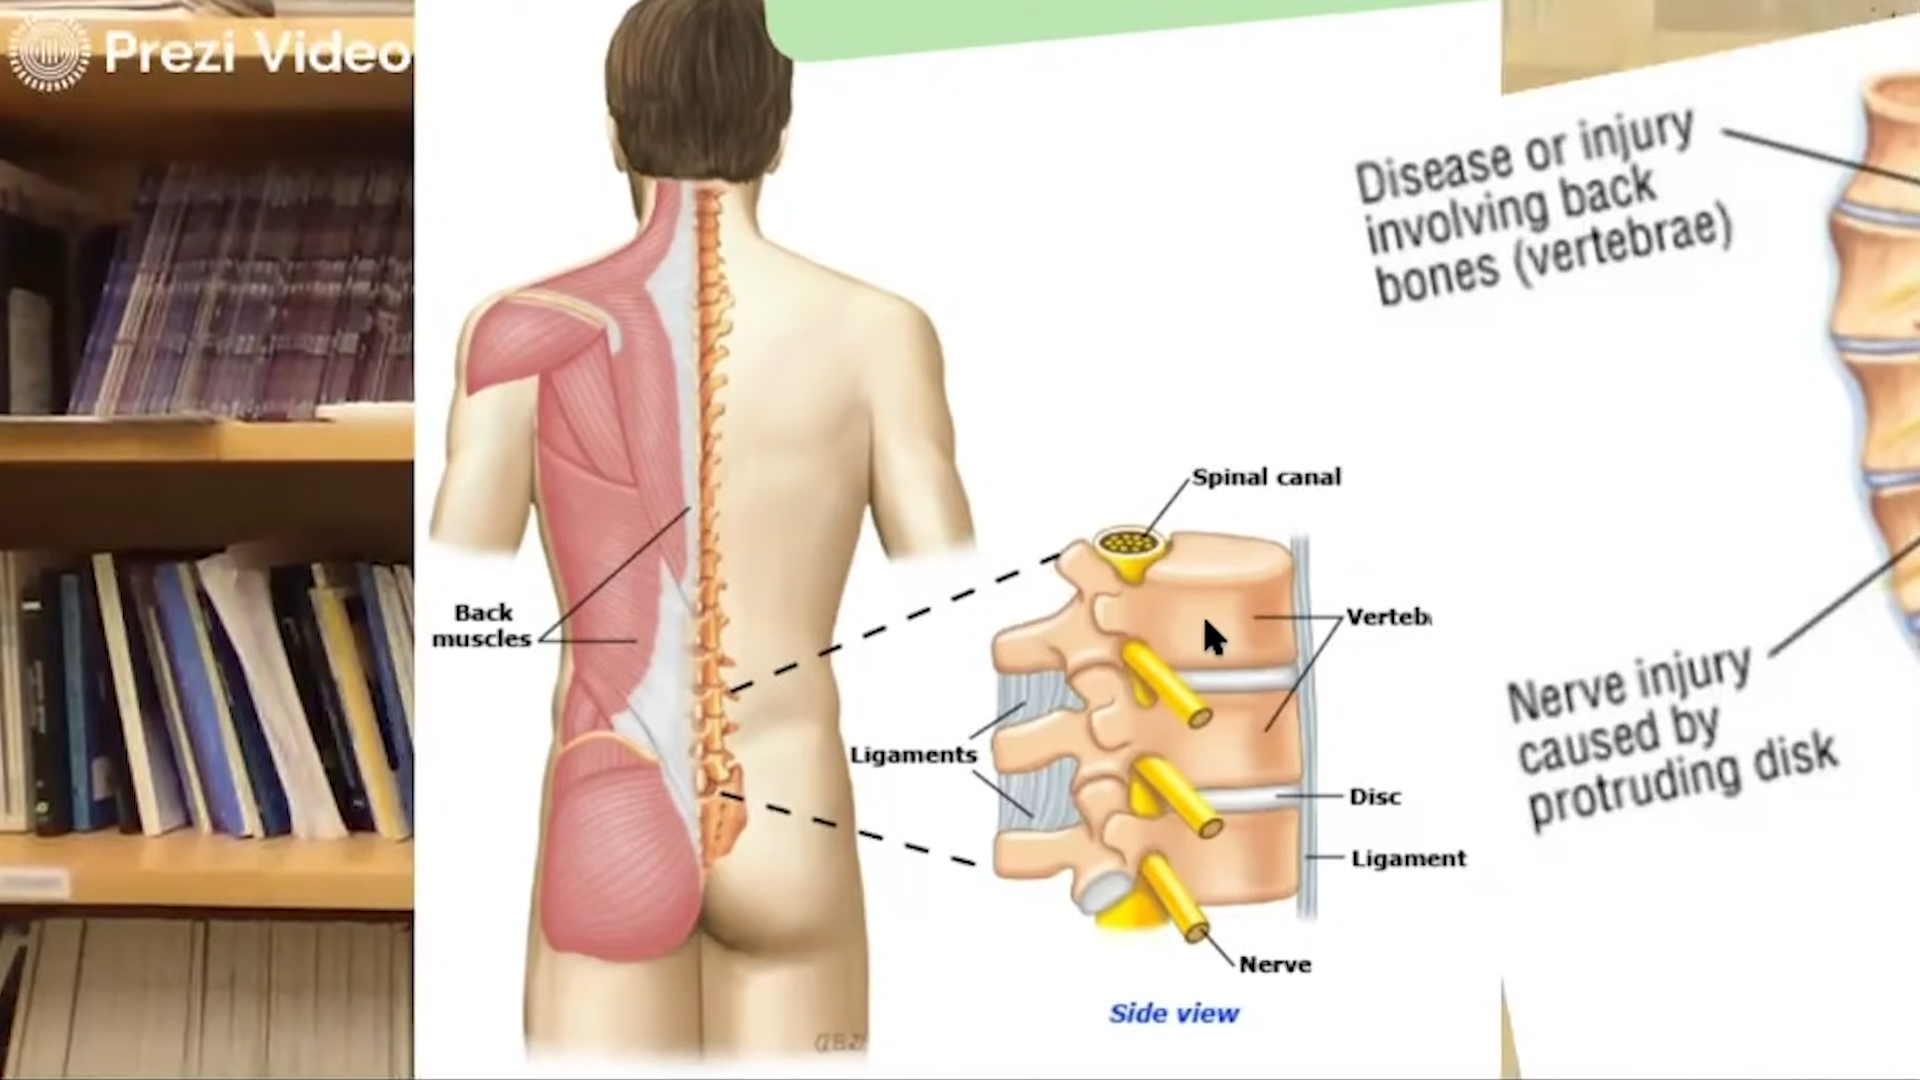 Prezi Video
Disease or injury
involving back
bones (vertebrae)
Spinal canal
Back
muscles
Verteb
Ligaments
Nerve injury
caused by
protruding disk
Disc
Ligament
Nerve
Side view